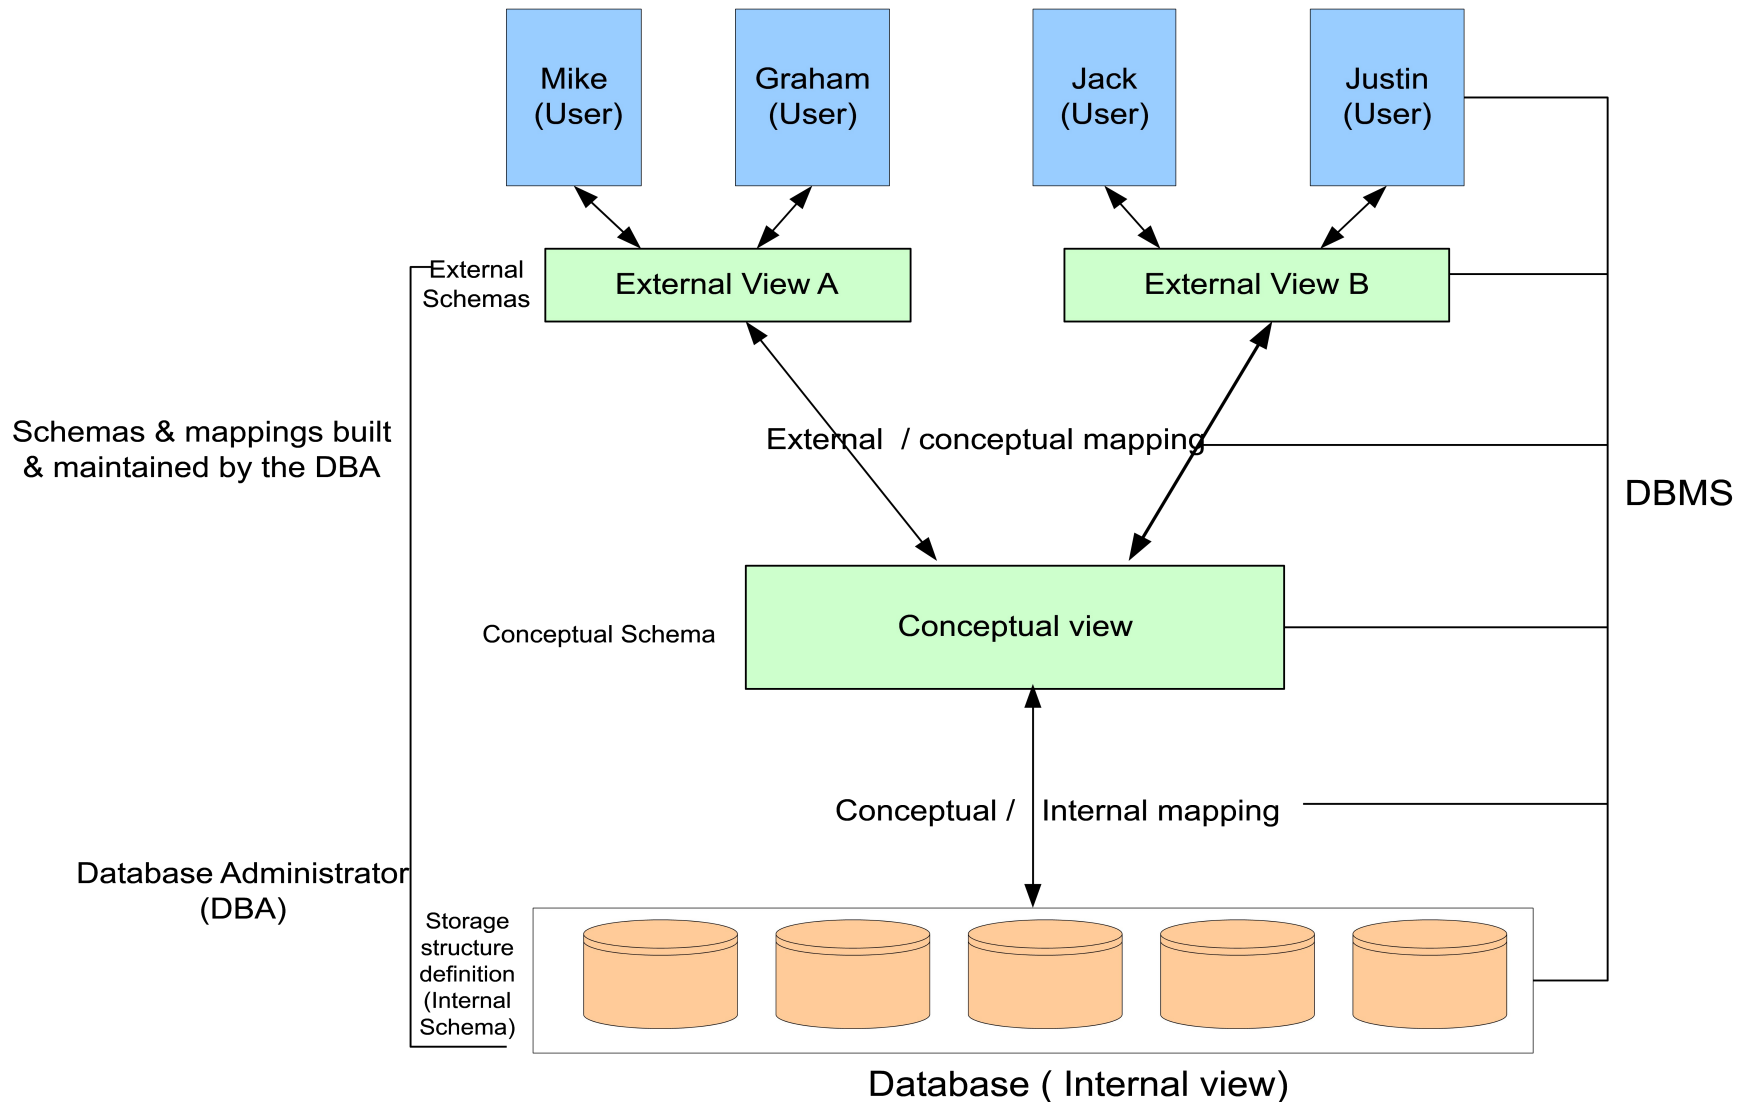 Mike
(User)
Graham
(User)
Jack
(User)
Justin
(User)
External
Schemas
External View A
External View B
Schemas & mappings built
& maintained by the DBA
External / conceptual mapping
DBMS
Conceptual Schema
Conceptual view
Conceptual / Internal mapping
Database Administrator
(DBA)
Storage
structure
definition
(Internal
Schema)
Database ( Internal view)